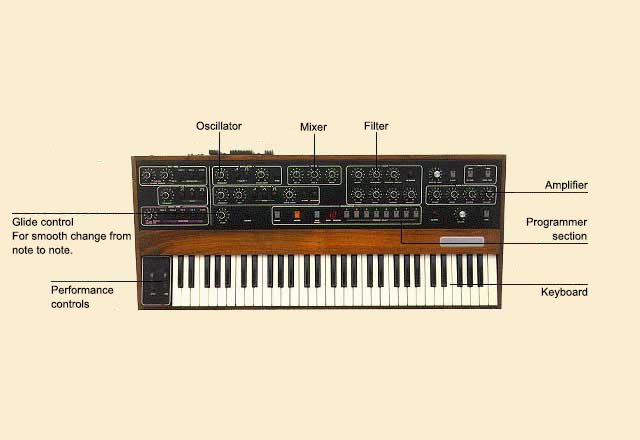 Oscillator
Mixer
Filter
Amplifier
Glide control
For smooth change from
note to note.
Programmer
section
Performance
controls
Keyboard